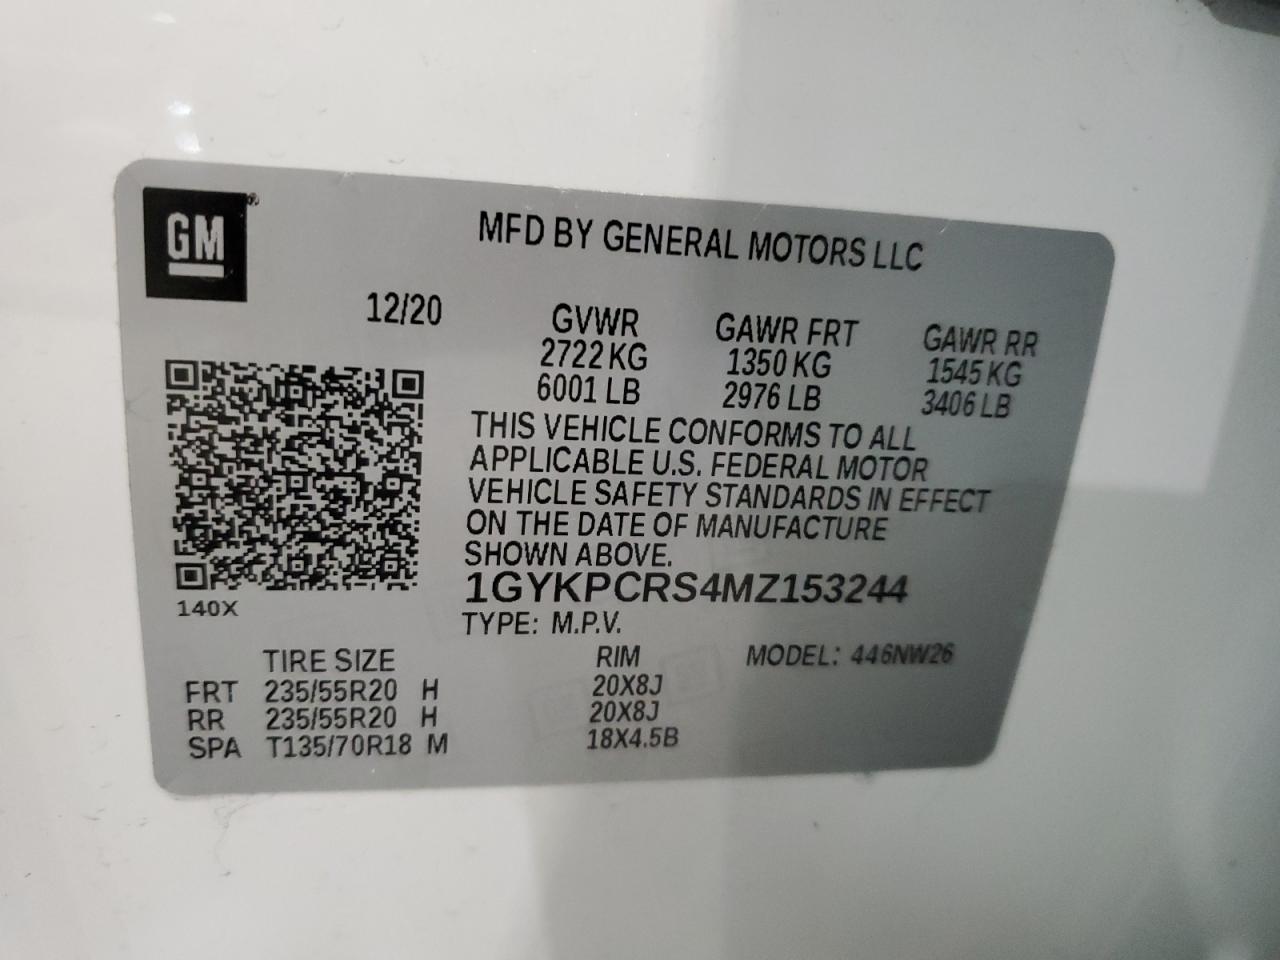 GM®
MFD BY GENERAL MOTORS LLC
12/20 GVWR GAWR FRT GAWR RR
2722 KG 1350 KG 1545 KG
6001 LB 2976 LB 3406 LB
THIS VEHICLE CONFORMS TO ALL
APPLICABLE U.S. FEDERAL MOTOR
VEHICLE SAFETY STANDARDS IN EFFECT
ON THE DATE OF MANUFACTURE
SHOWN ABOVE.
1GYKPCRS4MZ153244
140X
TYPE: M.P.V.
TIRE SIZE RIM MODEL: 446NW26
FRT 235/55R20 H 20X8J
RR 235/55R20 H 20X8J
SPA T135/70R18 M 18X4.5B